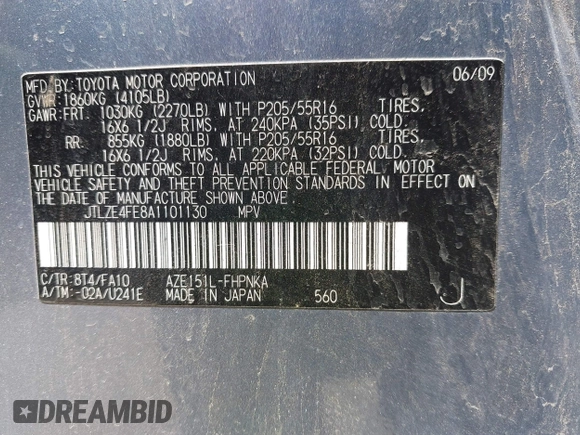 MFD. BY: TOYOTA MOTOR CORPORATION 06/09
GVWR: 1860KG (4105LB)
GAWR: FRT. 1030KG (2270LB) WITH P205/55R16 TIRES,
16X6 1/2J RIMS, AT 240KPA (35PSI) COLD.
RR. 855KG (1880LB) WITH P205/55R16 TIRES,
16X6 1/2J RIMS, AT 220KPA (32PSI) COLD.
THIS VEHICLE CONFORMS TO ALL APPLICABLE FEDERAL MOTOR
VEHICLE SAFETY AND THEFT PREVENTION STANDARDS IN EFFECT ON
THE DATE OF MANUFACTURE SHOWN ABOVE.
JTLZE4FE8A1101130 MPV
C/TR: 8T4/FA10 AZE151L-FHPNKA
A/TM: -02A/U241E MADE IN JAPAN 560 J
DREAMBID